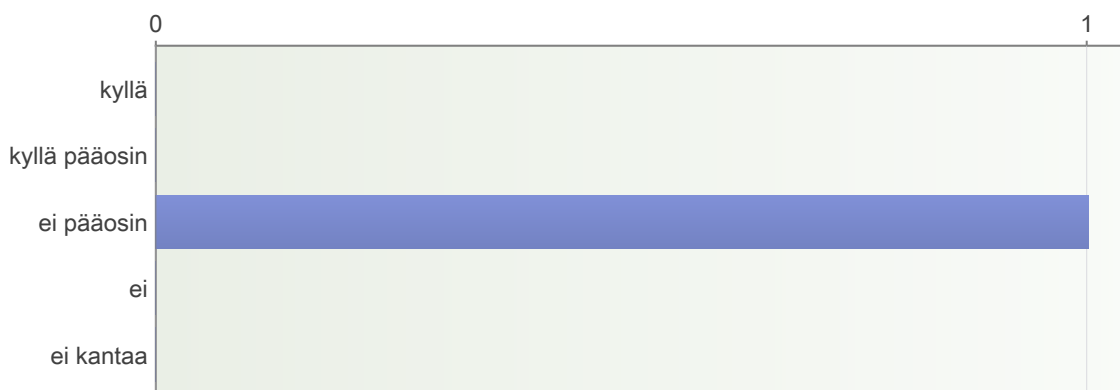 0 1
kyllä
kyllä pääosin
ei pääosin
ei
ei kantaa